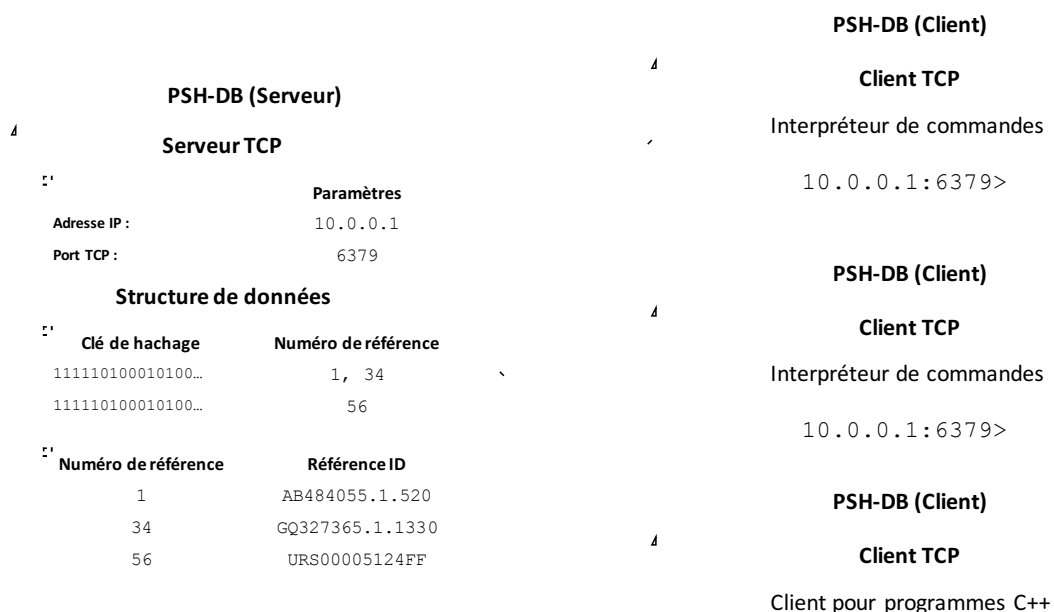 PSH-DB (Serveur)
Serveur TCP
Paramètres
Adresse IP : 10.0.0.1
Port TCP : 6379
Structure de données
Clé de hachage Numéro de référence
111110100010100… 1, 34
111110100010100… 56
Numéro de référence Référence ID
1 AB484055.1.520
34 GQ327365.1.1330
56 URS00005124FF
PSH-DB (Client)
Client TCP
Interpréteur de commandes
10.0.0.1:6379>
PSH-DB (Client)
Client TCP
Interpréteur de commandes
10.0.0.1:6379>
PSH-DB (Client)
Client TCP
Client pour programmes C++